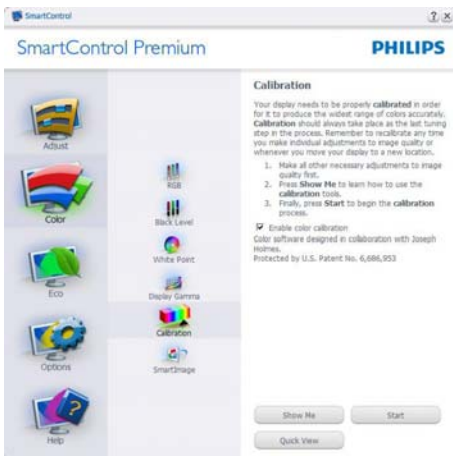 SmartControl
SmartControl Premium
PHILIPS
Adjust
Color
Eco
Options
Help
RGB
Black Level
White Point
Display Gamma
Calibration
SmartImage
Calibration
Your display needs to be properly calibrated in order
for it to produce the widest range of colors accurately.
Calibration should always take place as the last tuning
step in the process. Remember to recalibrate any time
you make individual adjustments to image quality or
whenever you move your display to a new location.
1. Make all other necessary adjustments to image
quality first.
2. Press Show Me to learn how to use the
calibration tools.
3. Finally, press Start to begin the calibration
process.
Enable color calibration
Color software designed in collaboration with Joseph
Holmes.
Protected by U.S. Patent No. 6,686,953
Show Me
Start
Quick View